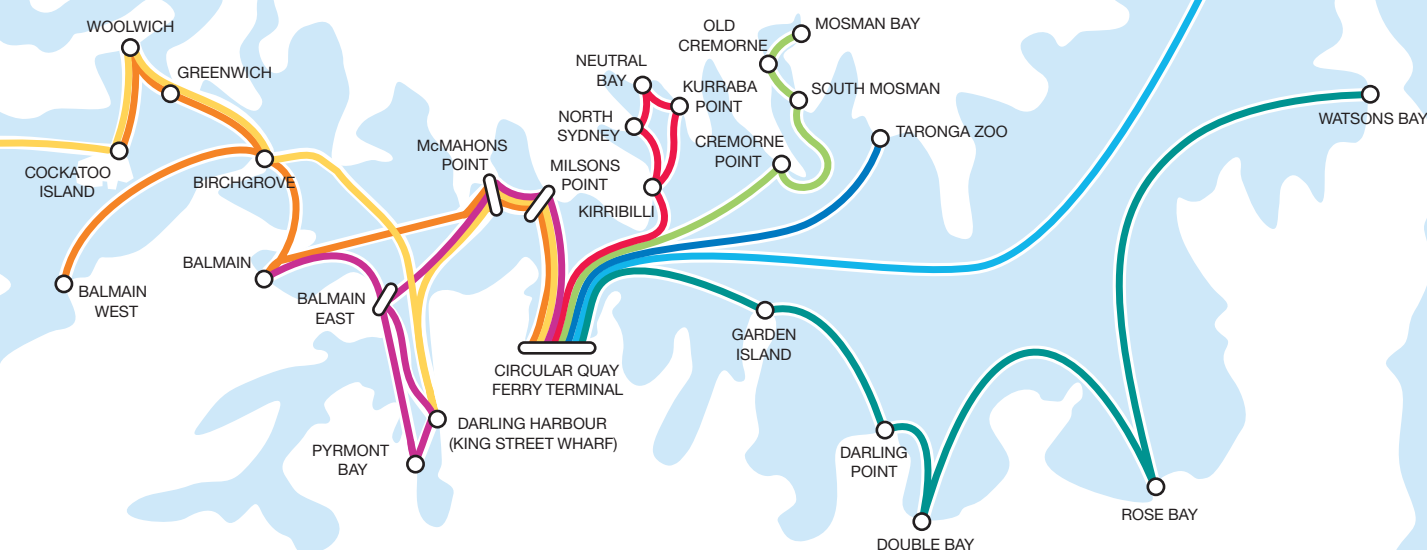 WOOLWICH
GREENWICH
COCKATOO
ISLAND
BIRCHGROVE
BALMAIN
WEST
BALMAIN
BALMAIN
EAST
McMAHONS
POINT
MILSONS
POINT
PYRMONT
BAY
DARLING HARBOUR
(KING STREET WHARF)
CIRCULAR QUAY
FERRY TERMINAL
NEUTRAL
BAY
KURRABA
POINT
NORTH
SYDNEY
KIRRIBILLI
OLD
CREMORNE
MOSMAN BAY
SOUTH MOSMAN
CREMORNE
POINT
TARONGA ZOO
GARDEN
ISLAND
DARLING
POINT
DOUBLE BAY
ROSE BAY
WATSONS BAY